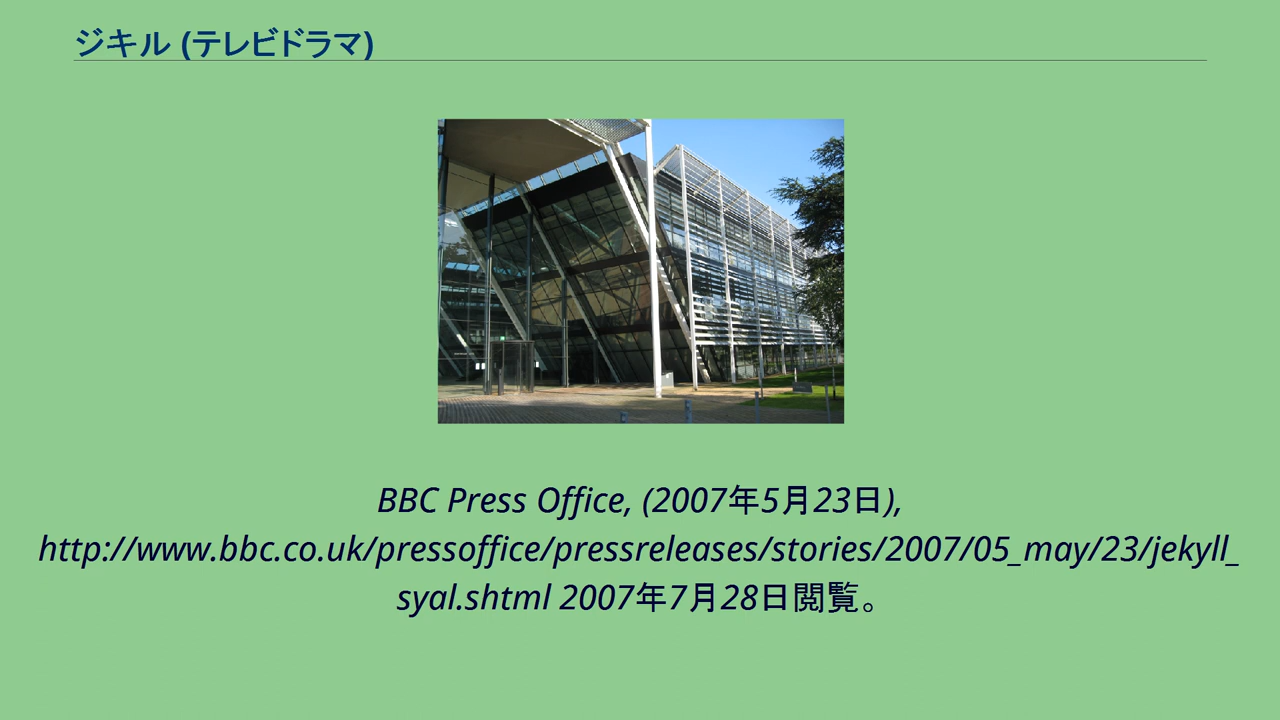 ジキル (テレビドラマ)
BBC Press Office, (2007年5月23日),
http://www.bbc.co.uk/pressoffice/pressreleases/stories/2007/05_may/23/jekyll_
syal.shtml 2007年7月28日閲覧。